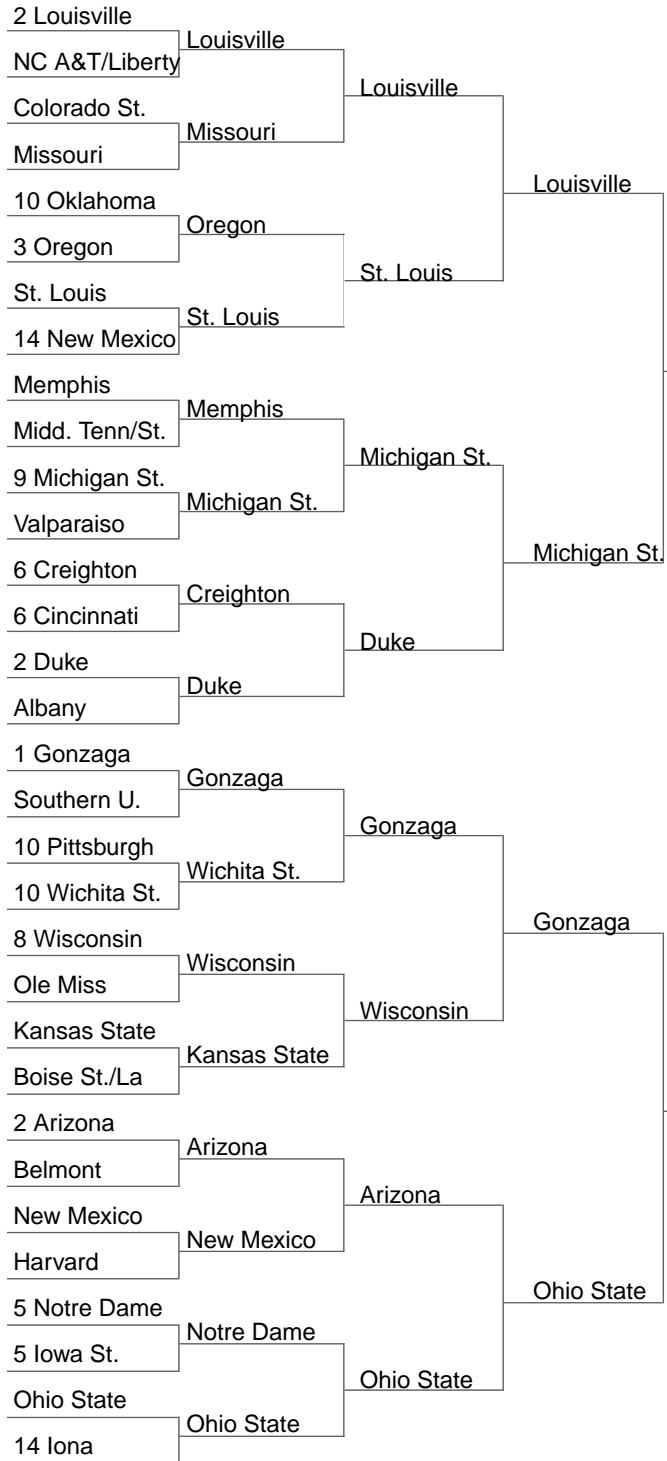 2 Louisville
NC A&T/Liberty
Colorado St.
Missouri
10 Oklahoma
3 Oregon
St. Louis
14 New Mexico
Memphis
Midd. Tenn/St.
9 Michigan St.
Valparaiso
6 Creighton
6 Cincinnati
2 Duke
Albany
1 Gonzaga
Southern U.
10 Pittsburgh
10 Wichita St.
8 Wisconsin
Ole Miss
Kansas State
Boise St./La
2 Arizona
Belmont
New Mexico
Harvard
5 Notre Dame
5 Iowa St.
Ohio State
14 Iona
Louisville
Missouri
Oregon
St. Louis
Memphis
Michigan St.
Creighton
Duke
Gonzaga
Wichita St.
Wisconsin
Kansas State
Arizona
New Mexico
Notre Dame
Ohio State
Louisville
St. Louis
Michigan St.
Duke
Gonzaga
Wisconsin
Arizona
Ohio State
Louisville
Michigan St.
Gonzaga
Ohio State